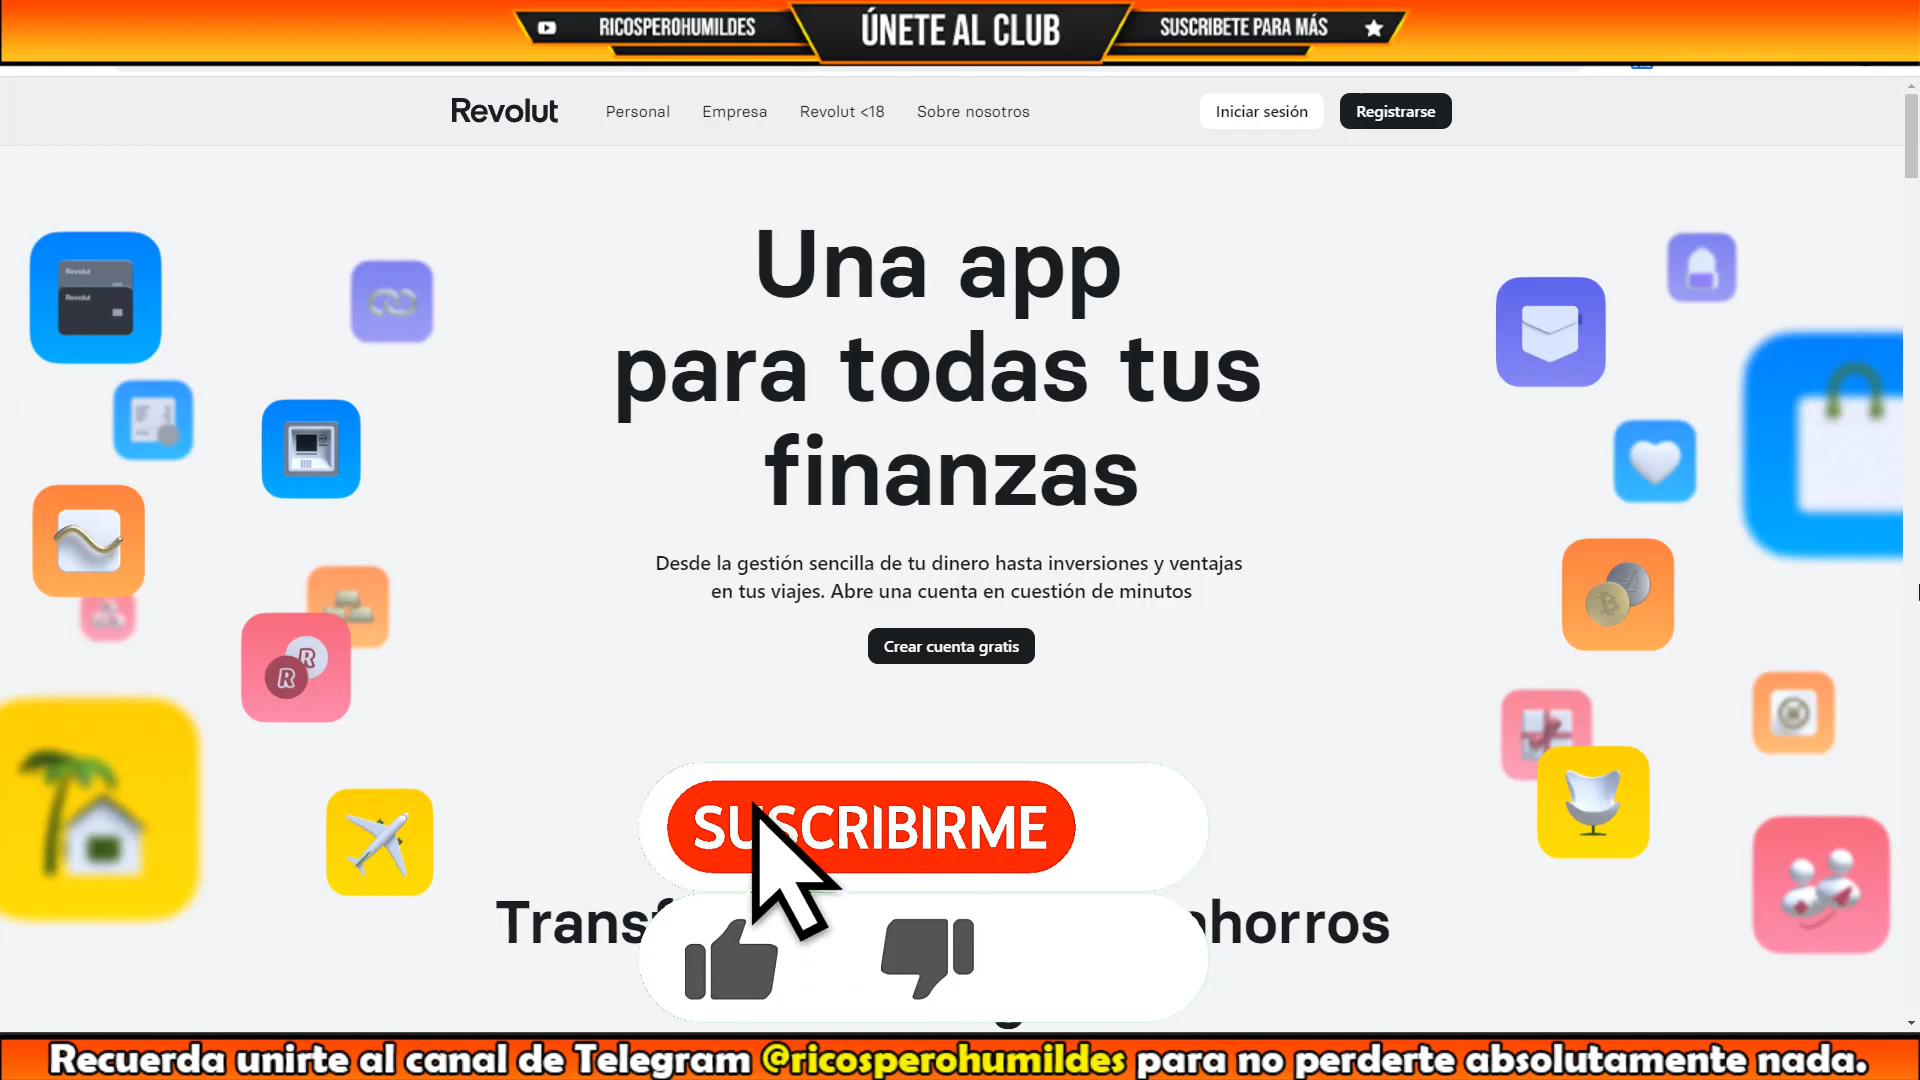 RICOSPEROHUMILDES
ÚNETE AL CLUB
SUSCRIBETE PARA MÁS
Revolut
Personal
Empresa
Revolut <18
Sobre nosotros
Iniciar sesión
Registrarse
Una app
para todas tus
finanzas
Desde la gestión sencilla de tu dinero hasta inversiones y ventajas
en tus viajes. Abre una cuenta en cuestión de minutos
Crear cuenta gratis
Revolut
Revolut
R
R
SUSCRIBIRME
Recuerda unirte al canal de Telegram @ricosperohumildes para no perderte absolutamente nada.